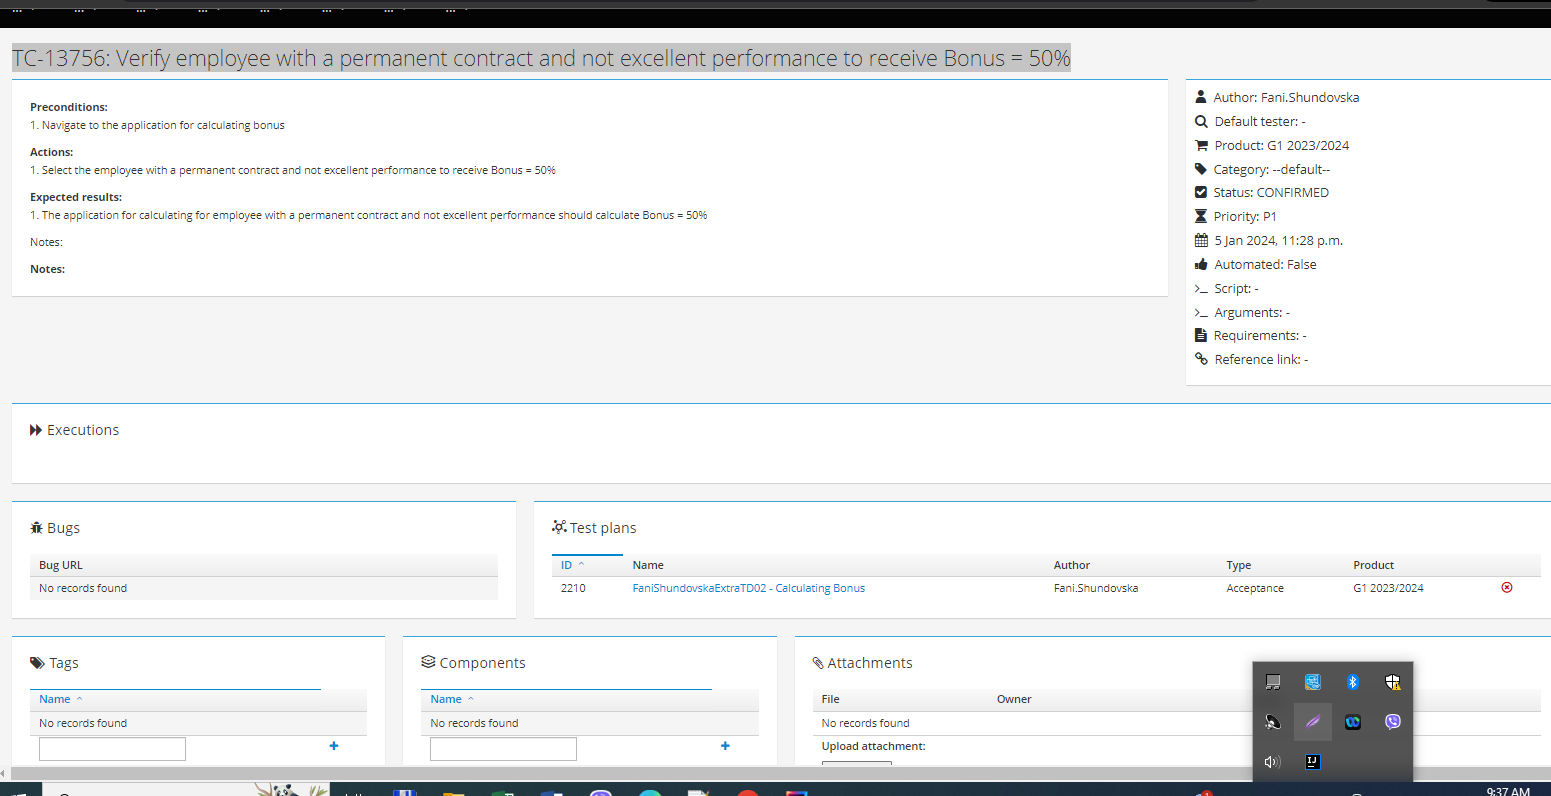 TC-13756: Verify employee with a permanent contract and not excellent performance to receive Bonus = 50%
Preconditions:
1. Navigate to the application for calculating bonus
Actions:
1. Select the employee with a permanent contract and not excellent performance to receive Bonus = 50%
Expected results:
1. The application for calculating for employee with a permanent contract and not excellent performance should calculate Bonus = 50%
Notes:
Notes:
Author: Fani.Shundovska
Default tester: -
Product: G1 2023/2024
Category: --default--
Status: CONFIRMED
Priority: P1
5 Jan 2024, 11:28 p.m.
Automated: False
Script: -
Arguments: -
Requirements: -
Reference link: -
Executions
Bugs
Bug URL
No records found
Test plans
ID Name Author Type Product
2210 FaniShundovskaExtraTD02 - Calculating Bonus Fani.Shundovska Acceptance G1 2023/2024
Tags
Name
No records found
Components
Name
No records found
Attachments
File Owner
No records found
Upload attachment:
9:37 AM